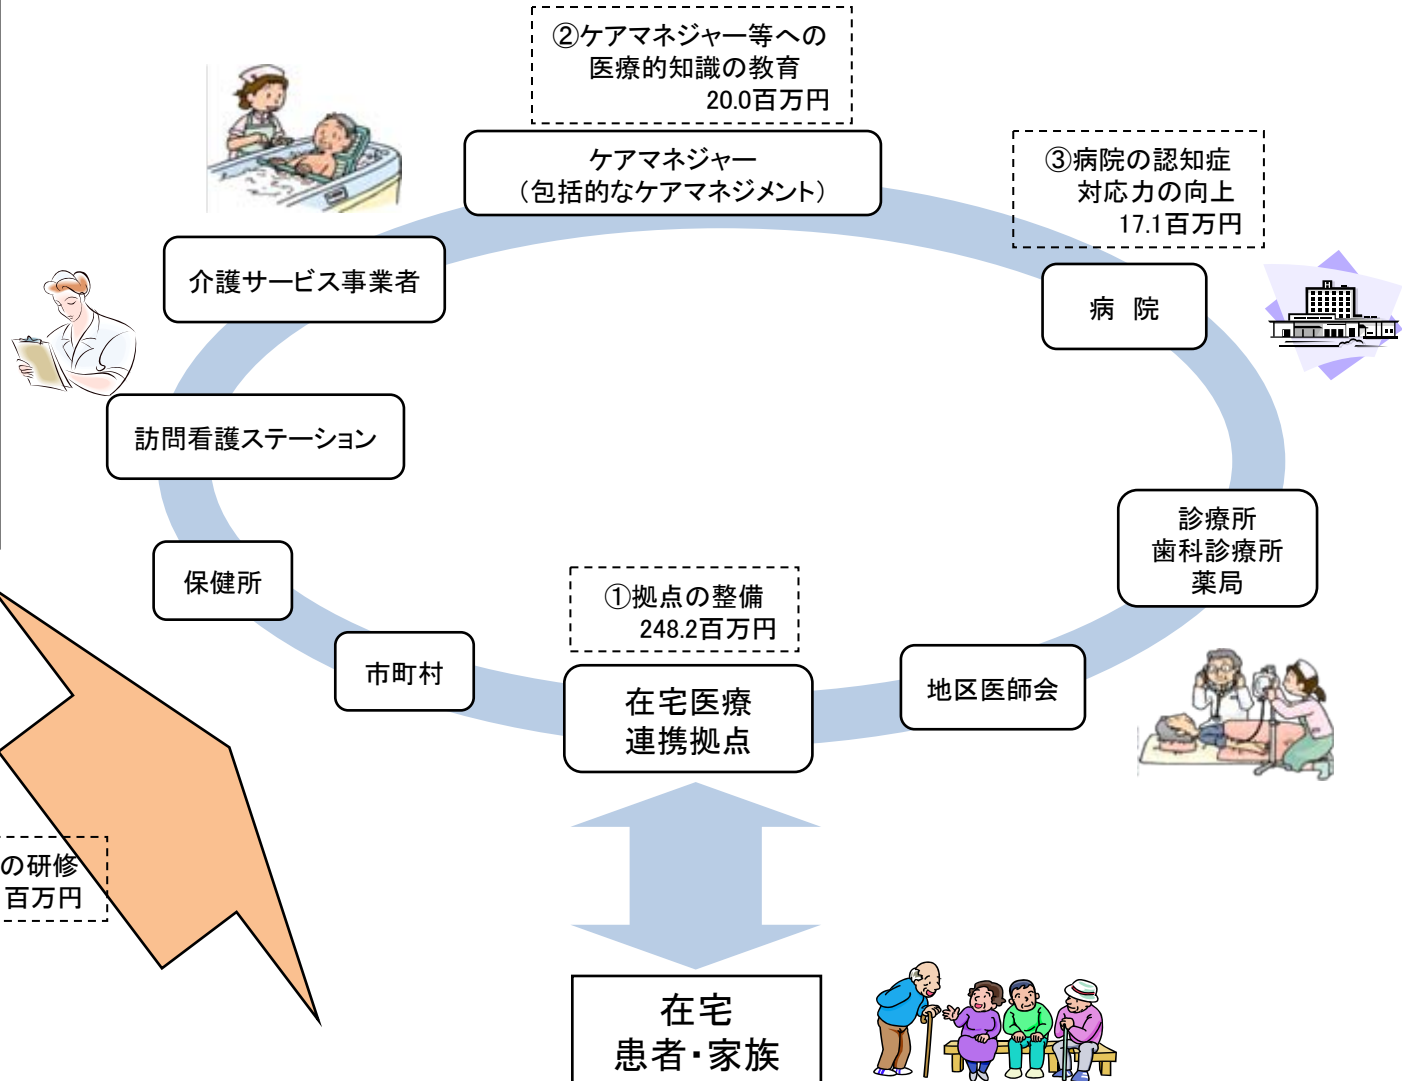 ②ケアマネジャー等への
医療的知識の教育
20.0百万円
ケアマネジャー
（包括的なケアマネジメント）
③病院の認知症
対応力の向上
17.1百万円
介護サービス事業者
病 院
訪問看護ステーション
診療所
歯科診療所
薬局
保健所
①拠点の整備
248.2百万円
市町村
在宅医療
連携拠点
地区医師会
の研修
百万円
在宅
患者・家族